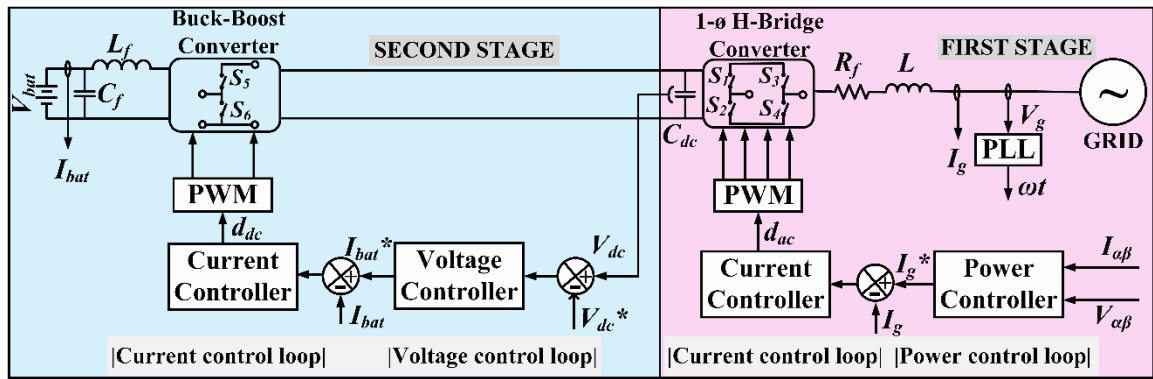 Buck-Boost
Converter
SECOND STAGE
1-ø H-Bridge
Converter
FIRST STAGE
L_f
V_bat
C_f
S_5
S_6
I_bat
C_dc
S_1
S_2
S_3
S_4
R_f
L
~
GRID
V_g
I_g
PLL
ωt
PWM
d_dc
Current
Controller
I_bat*
+
-
I_bat
Voltage
Controller
V_dc
+
-
V_dc*
|Current control loop|
|Voltage control loop|
PWM
d_ac
Current
Controller
I_g*
+
-
I_g
Power
Controller
I_αβ
V_αβ
|Current control loop|
|Power control loop|